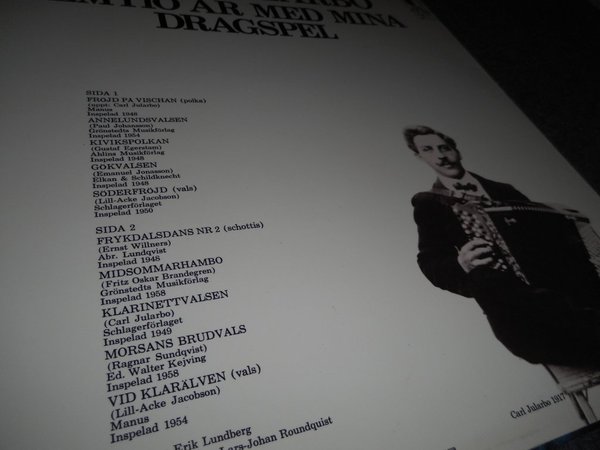 MTIO ÅR MED MINA
DRAGSPEL
SIDA 1
FRÖJD PÅ VISCHAN (polka)
(uppt: Carl Jularbo)
Manus
Inspelad 1948
ANNELUNDSVALSEN
(Paul Johansson)
Grönstedts Musikförlag
Inspelad 1954
KIVIKSPOLKAN
(Gustaf Egerstam)
Åhlins Musikförlag
Inspelad 1948
GÖKVALSEN
(Emanuel Jonasson)
Elkan & Schildknecht
Inspelad 1948
SÖDERFRÖJD (vals)
(Lill-Acke Jacobson)
Schlagerförlaget
Inspelad 1950
SIDA 2
FRYKDALSDANS NR 2 (schottis)
(Ernst Willners)
Abr. Lundqvist
Inspelad 1948
MIDSOMMARHAMBO
(Fritz Oskar Brandegren)
Grönstedts Musikförlag
Inspelad 1958
KLARINETTVALSEN
(Carl Jularbo)
Schlagerförlaget
Inspelad 1949
MORSANS BRUDVALS
(Ragnar Sundqvist)
Ed. Walter Kejving
Inspelad 1958
VID KLARÄLVEN (vals)
(Lill-Acke Jacobson)
Manus
Inspelad 1954
Erik Lundberg
Lars-Johan Roundquist
Carl Jularbo 1917